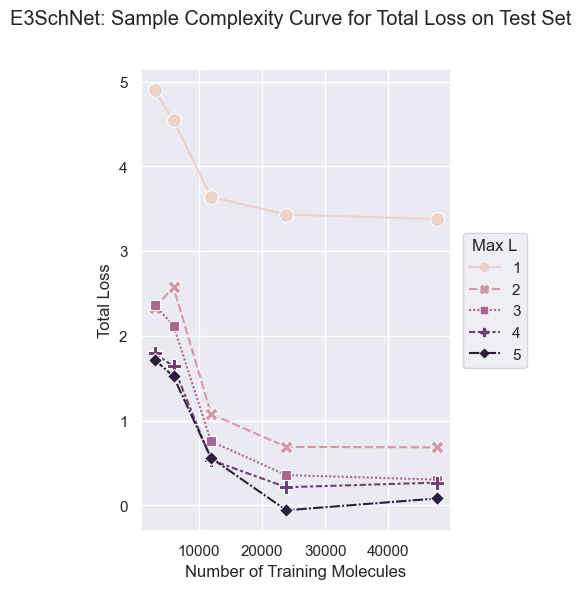 E3SchNet: Sample Complexity Curve for Total Loss on Test Set
5
4
3
2
1
0
Total Loss
10000 20000 30000 40000
Number of Training Molecules
Max L
1
2
3
4
5